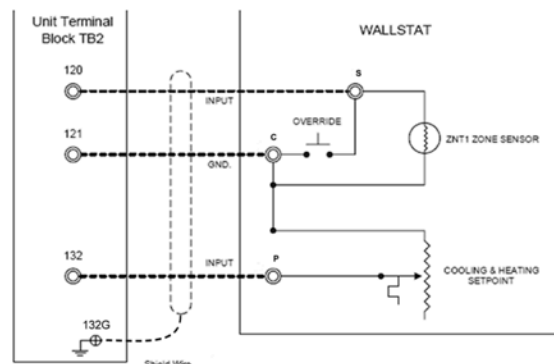 Unit Terminal
Block TB2
WALLSTAT
120
S
INPUT
OVERRIDE
121
C
ZNT1 ZONE SENSOR
GND.
132
INPUT
P
COOLING & HEATING
SETPOINT
132G
Shield Wire